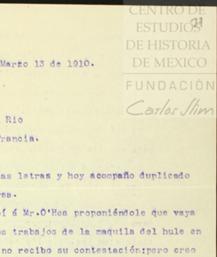 CENTRO DE
ESTUDIOS
DE HISTORIA
DE MEXICO
FUNDACIÓN
Carlos Slim
Marzo 13 de 1910.
Rio
rancia.
as letras y hoy acompaño duplicado
í á Mr.O'Hea proponiéndole que vaya
s trabajos de la maquila del hule en
no recibo su contestación;pero creo